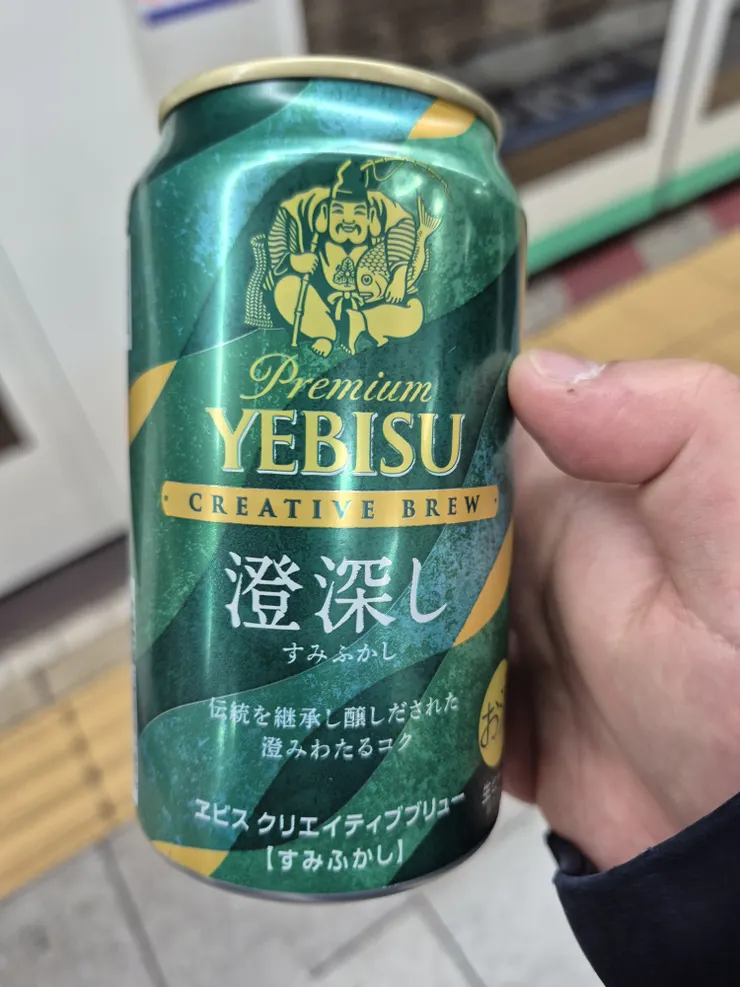 Premium
YEBISU
CREATIVE BREW
澄深し
すみふかし
伝統を継承し醸しだされた
澄みわたるコク
お
ヱビス クリエイティブブリュー
【すみふかし】